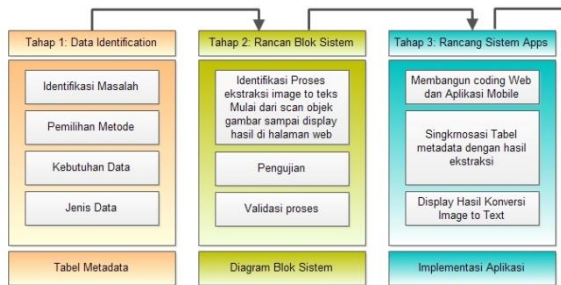 Tahap 1: Data Identification
Identifikasi Masalah
Pemilihan Metode
Kebutuhan Data
Jenis Data
Tabel Metadata
Tahap 2: Rancan Blok Sistem
Identifikasi Proses
ekstraksi image to teks
Mulai dari scan objek
gambar sampai display
hasil di halaman web
Pengujian
Validasi proses
Diagram Blok Sistem
Tahap 3: Rancang Sistem Apps
Membangun coding Web
dan Aplikasi Mobile
Singkrnosasi Tabel
metadata dengan hasil
ekstraksi
Display Hasil Konversi
Image to Text
Implementasi Aplikasi